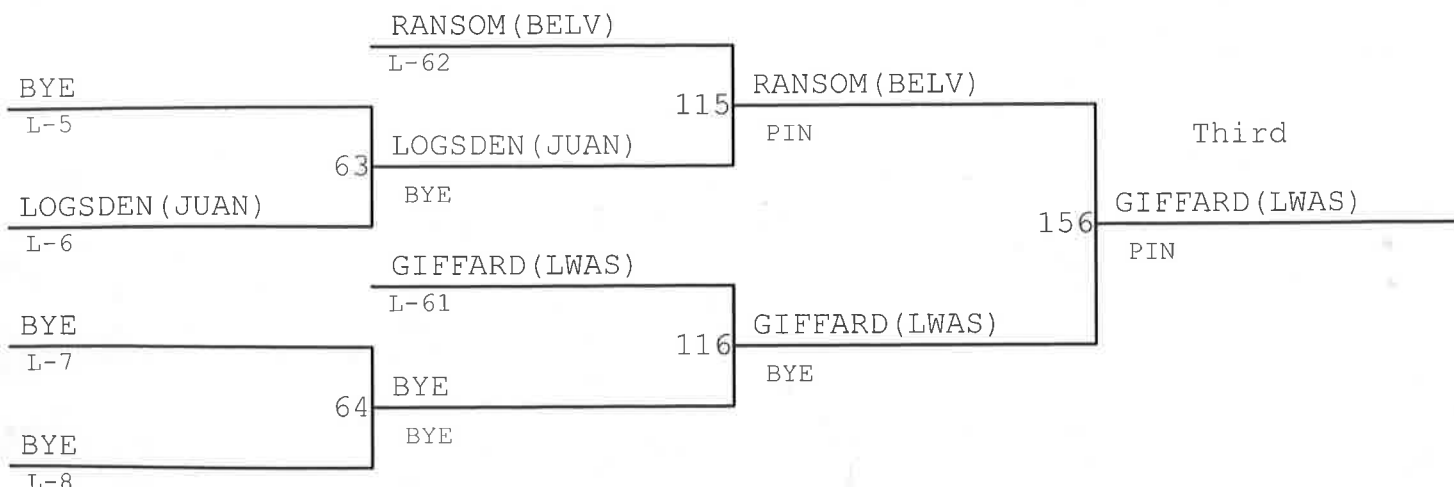 RANSOM(BELV)
L-62
BYE
L-5
115
RANSOM(BELV)
PIN
Third
63
LOGSDEN(JUAN)
BYE
LOGSDEN(JUAN)
L-6
156
GIFFARD(LWAS)
PIN
GIFFARD(LWAS)
L-61
BYE
L-7
116
GIFFARD(LWAS)
BYE
64
BYE
BYE
BYE
L-8